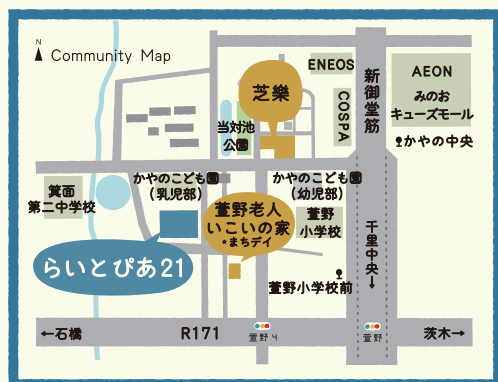 N
Community Map
ENEOS
新御堂筋
AEON
みのお
キューズモール
COSPA
芝樂
当対池
公園
かやの中央
かやのこども園
(乳児部)
かやのこども園
(幼児部)
箕面
第二中学校
萱野老人
いこいの家
★まちデイ
萱野
小学校
千里中央→
らいとぴあ21
萱野小学校前
←石橋
R171
萱野4
萱野
茨木→